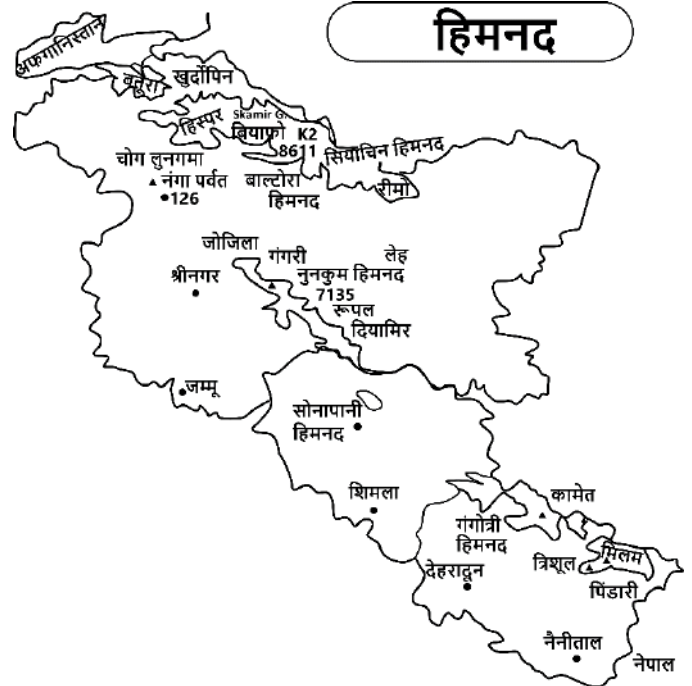 हिमनद
अफगानिस्तान
बतुरा
खुर्दोपिन
हिस्पर
Skamir G.
बियाफो
K2
8611
सियाचिन हिमनद
चोग लुनगमा
नंगा पर्वत
126
बाल्टोरा
हिमनद
रीमो
जोजिला
गंगरी
लेह
श्रीनगर
नुनकुम हिमनद
7135
रूपल
दियामिर
जम्मू
सोनापानी
हिमनद
शिमला
कामेत
गंगोत्री
हिमनद
देहरादून
त्रिशूल
मिलम
पिंडारी
नैनीताल
नेपाल